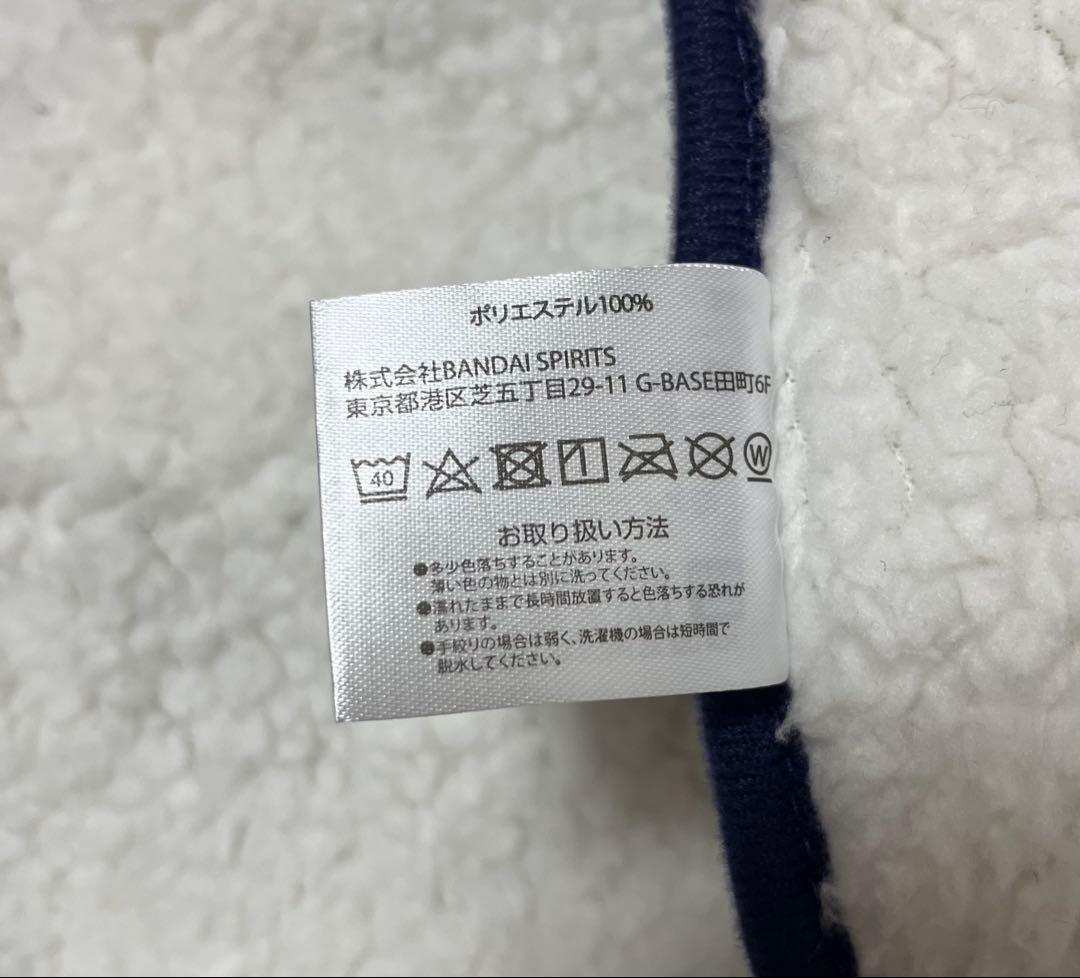 ポリエステル100%
株式会社BANDAI SPIRITS
東京都港区芝五丁目29-11 G-BASE田町6F
40 W
お取り扱い方法
●多少色落ちすることがあります。
薄い色の物とは別に洗ってください。
●濡れたままで長時間放置すると色落ちする恐れが
あります。
●手絞りの場合は弱く、洗濯機の場合は短時間で
脱水してください。